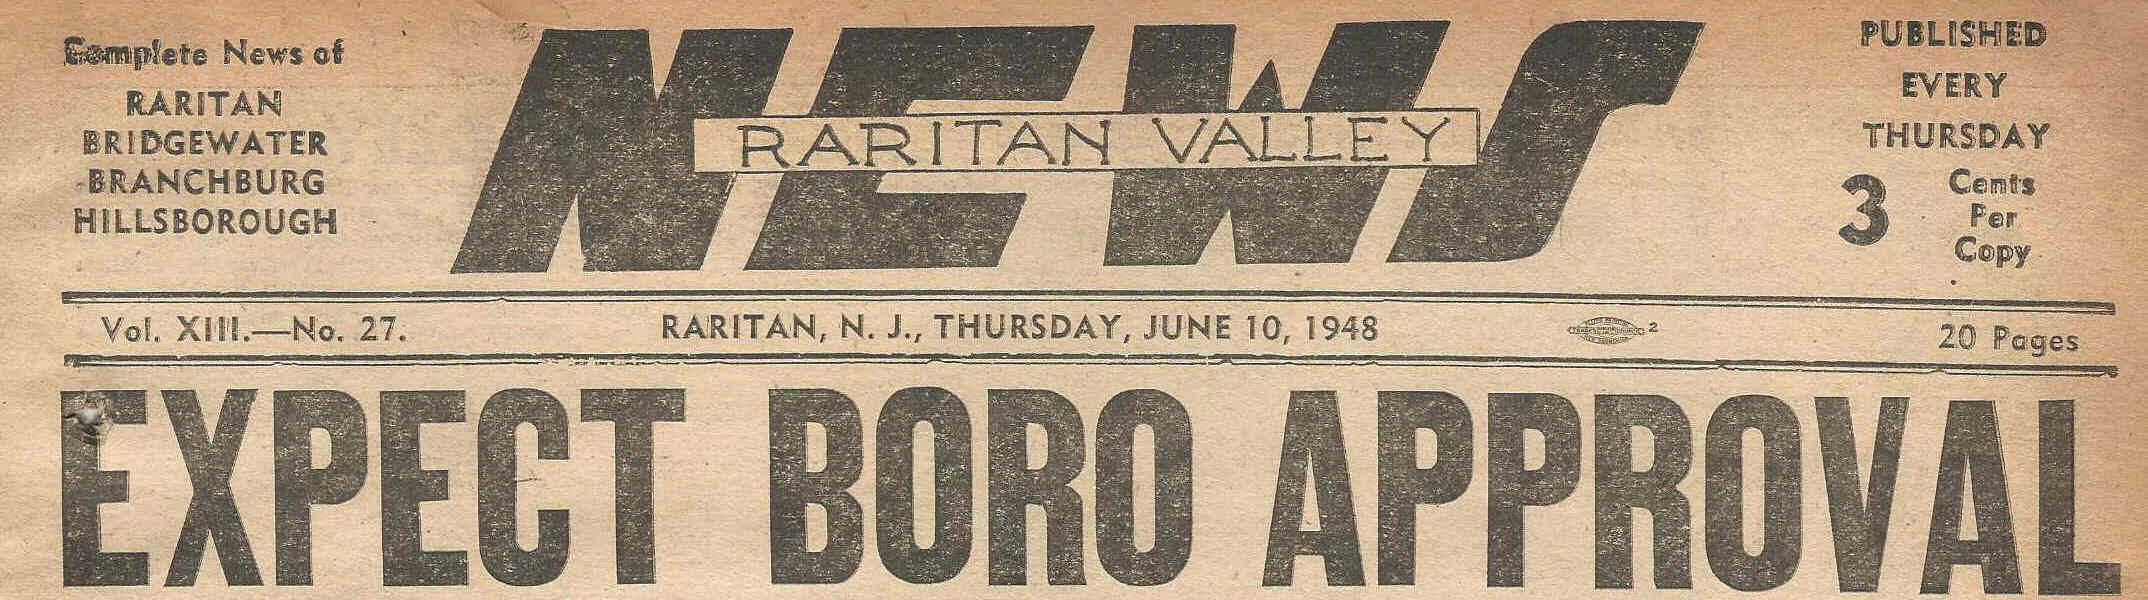 Complete News of
RARITAN
BRIDGEWATER
BRANCHBURG
HILLSBOROUGH
NEWS
RARITAN VALLEY
PUBLISHED
EVERY
THURSDAY
3 Cents
Per
Copy
Vol. XIII.—No. 27.
RARITAN, N. J., THURSDAY, JUNE 10, 1948
2
20 Pages
EXPECT BORO APPROVAL